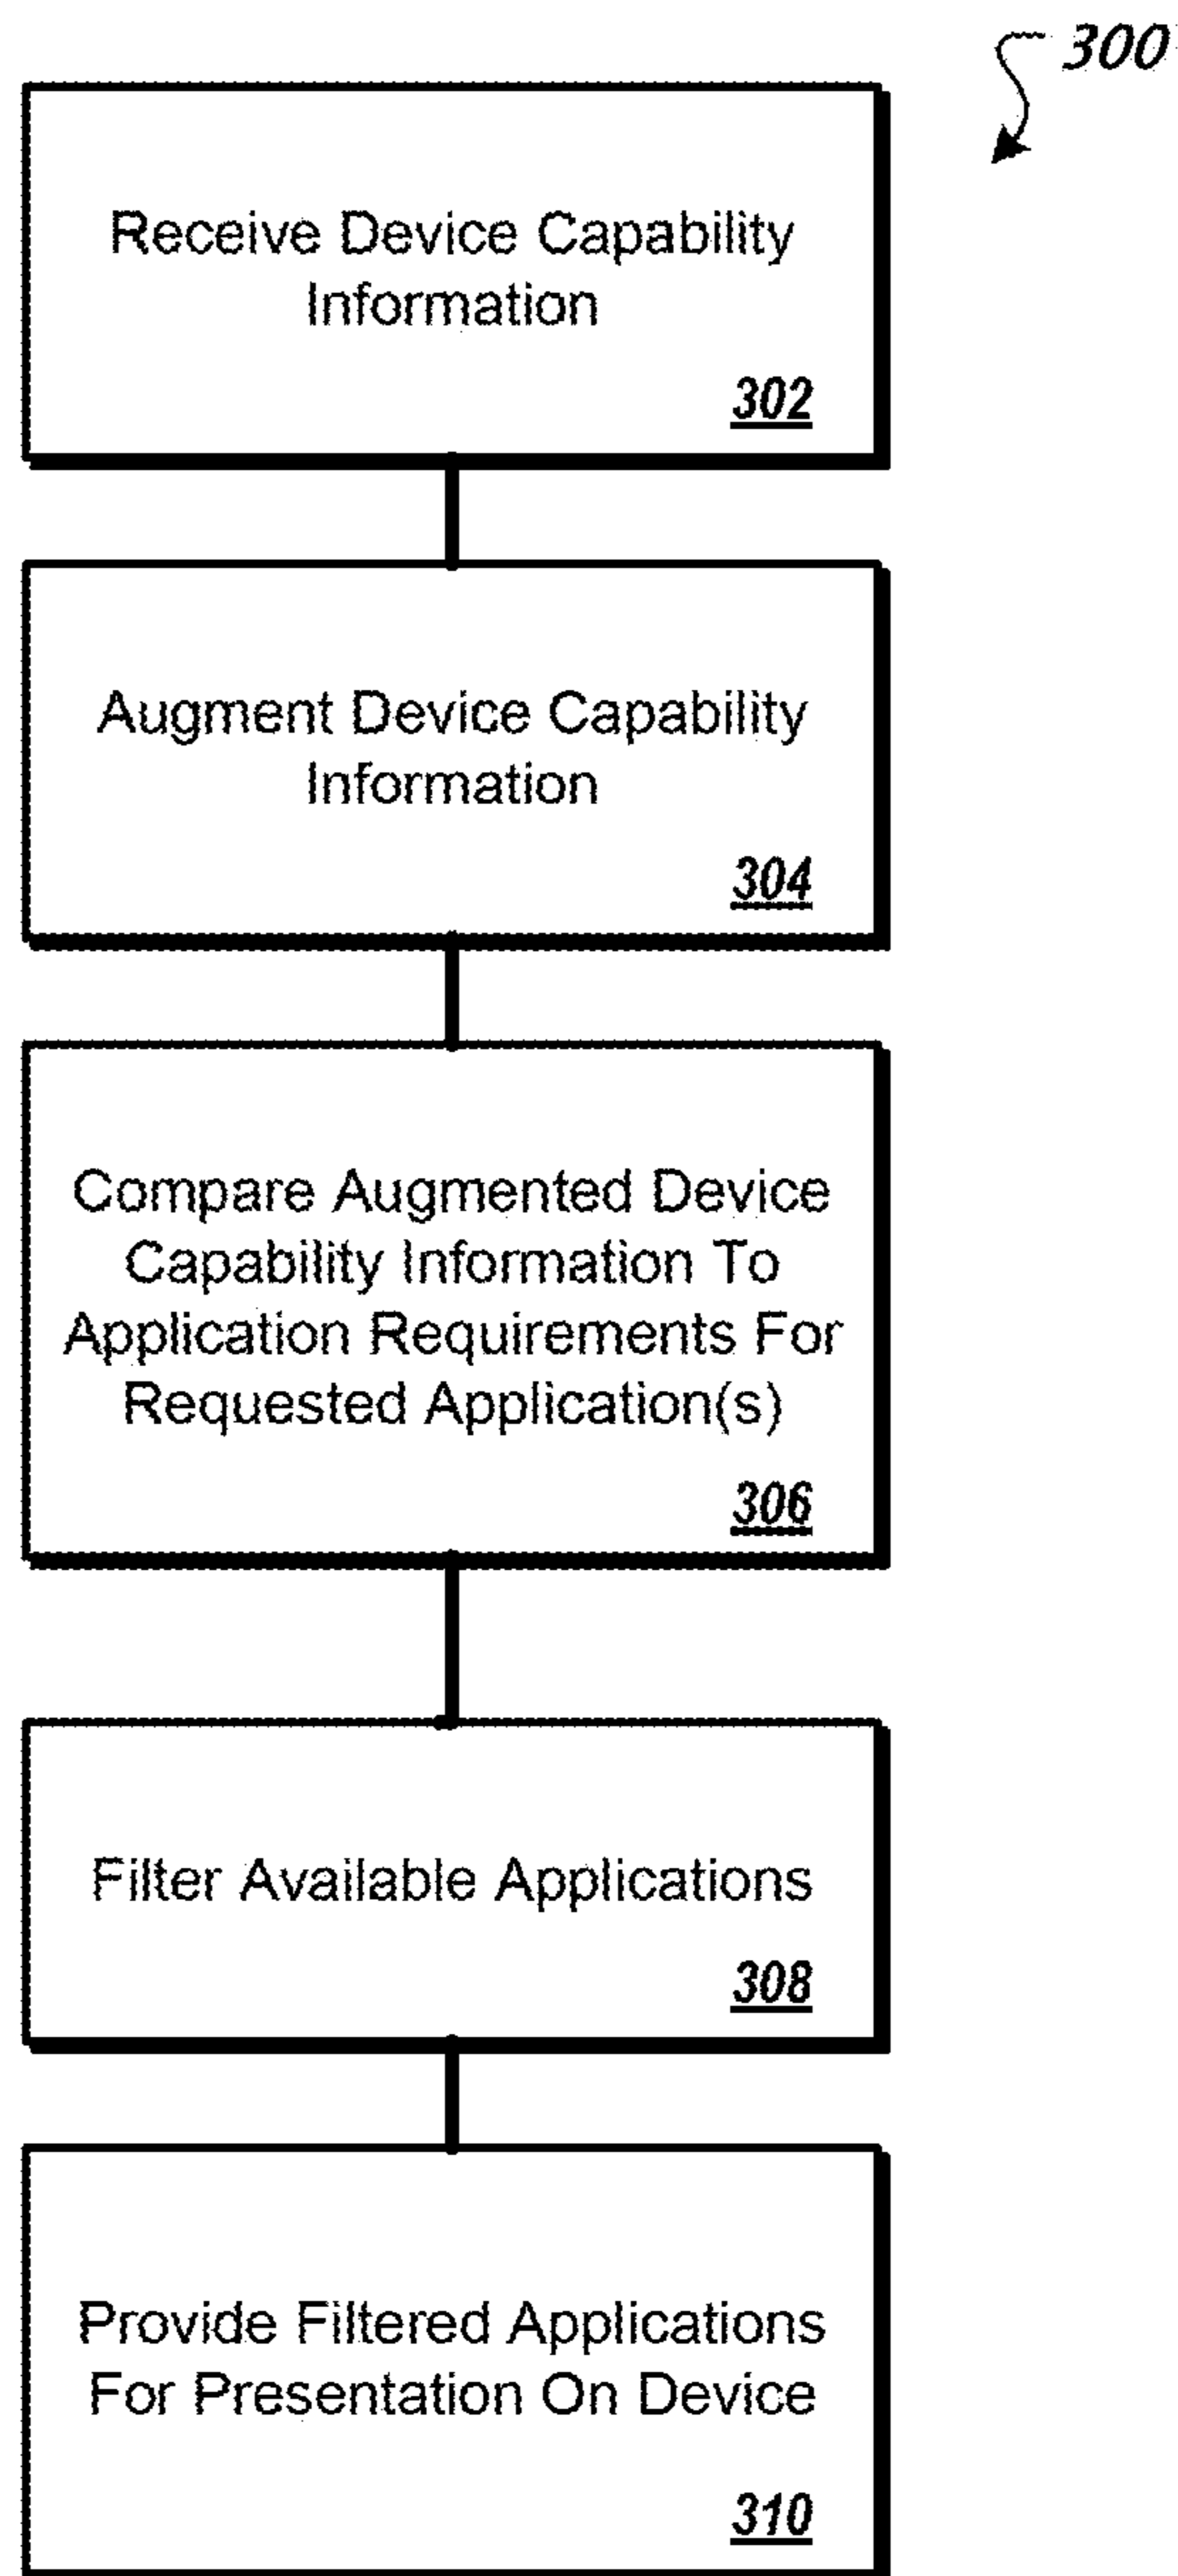 300
Receive Device Capability
Information
302
Augment Device Capability
Information
304
Compare Augmented Device
Capability Information To
Application Requirements For
Requested Application(s)
306
Filter Available Applications
308
Provide Filtered Applications
For Presentation On Device
310